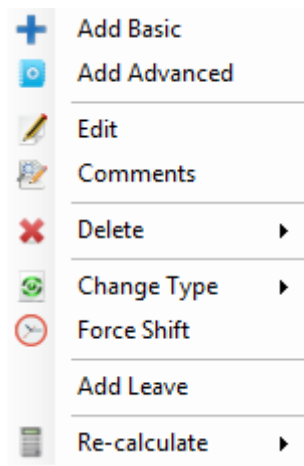 Add Basic
Add Advanced
Edit
Comments
Delete
Change Type
Force Shift
Add Leave
Re-calculate